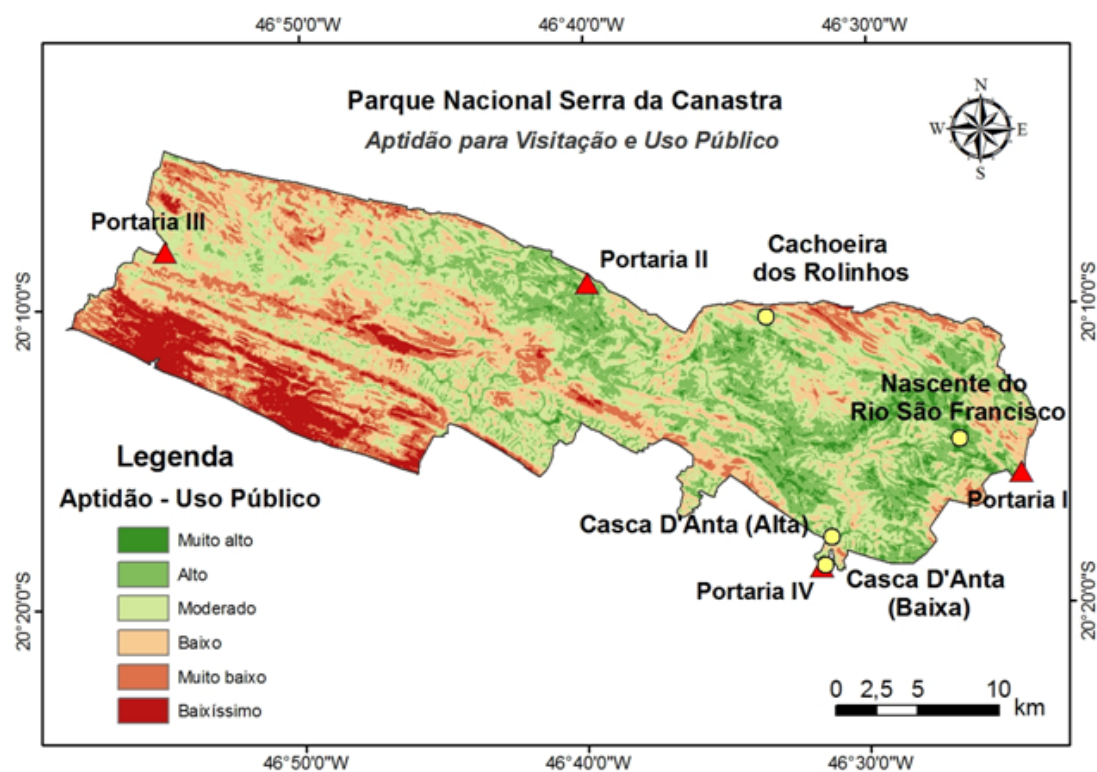 46°50'0"W
46°40'0"W
46°30'0"W
Parque Nacional Serra da Canastra
Aptidão para Visitação e Uso Público
N
W
E
S
Portaria III
Portaria II
Cachoeira
dos Rolinhos
20°10'0"S
20°10'0"S
Nascente do
Rio São Francisco
Legenda
Aptidão - Uso Público
Portaria I
Casca D'Anta (Alta)
Muito alto
Alto
Moderado
Baixo
Muito baixo
Baixíssimo
Portaria IV
Casca D'Anta
(Baixa)
20°20'0"S
20°20'0"S
0 2,5 5 10
km
46°50'0"W
46°40'0"W
46°30'0"W